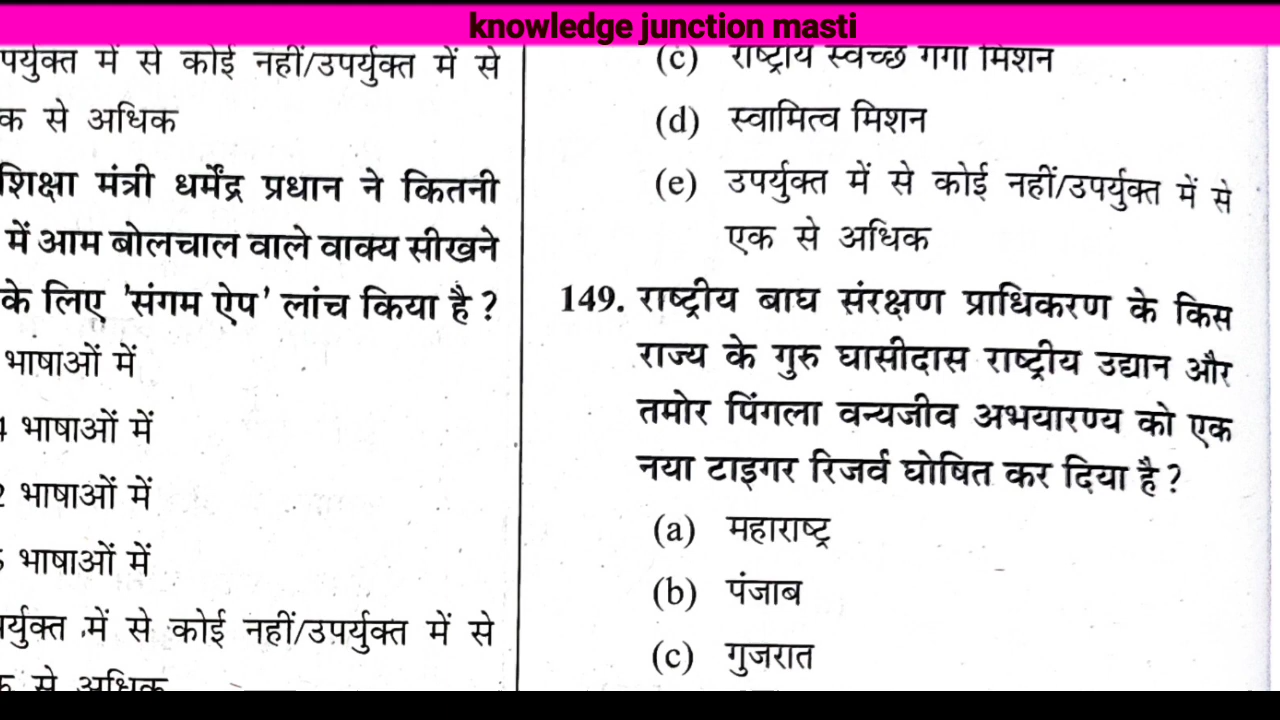 knowledge junction masti
पर्युक्त में से कोई नहीं/उपर्युक्त में से
क से अधिक
शिक्षा मंत्री धर्मेंद्र प्रधान ने कितनी
में आम बोलचाल वाले वाक्य सीखने
के लिए 'संगम ऐप' लांच किया है ?
भाषाओं में
भाषाओं में
भाषाओं में
भाषाओं में
पर्युक्त में से कोई नहीं/उपर्युक्त में से
से अधिक
(c) राष्ट्रीय स्वच्छ गंगा मिशन
(d) स्वामित्व मिशन
(e) उपर्युक्त में से कोई नहीं/उपर्युक्त में से
एक से अधिक
149. राष्ट्रीय बाघ संरक्षण प्राधिकरण के किस
राज्य के गुरु घासीदास राष्ट्रीय उद्यान और
तमोर पिंगला वन्यजीव अभयारण्य को एक
नया टाइगर रिजर्व घोषित कर दिया है ?
(a) महाराष्ट्र
(b) पंजाब
(c) गुजरात